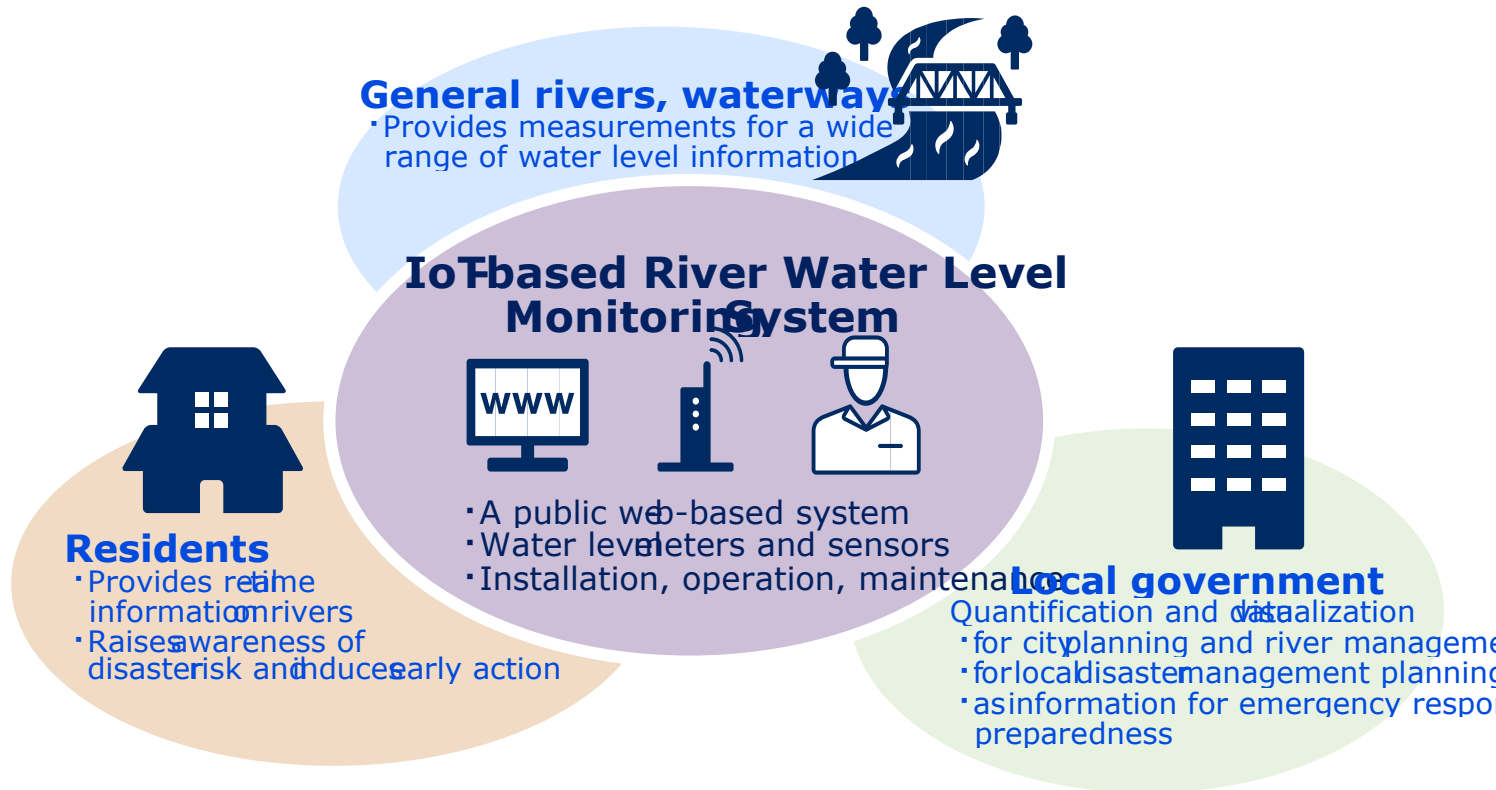 General rivers, waterways
・Provides measurements for a wide
range of water level information
IoT-based River Water Level
Monitoring System
WWW
・A public web-based system
・Water level meters and sensors
・Installation, operation, maintenance
Residents
・Provides real-time
information on rivers
・Raises awareness of
disaster risk and induces early action
Local government
Quantification and data visualization
・for city planning and river manageme
・for local disaster management planning
・as information for emergency respo
preparedness